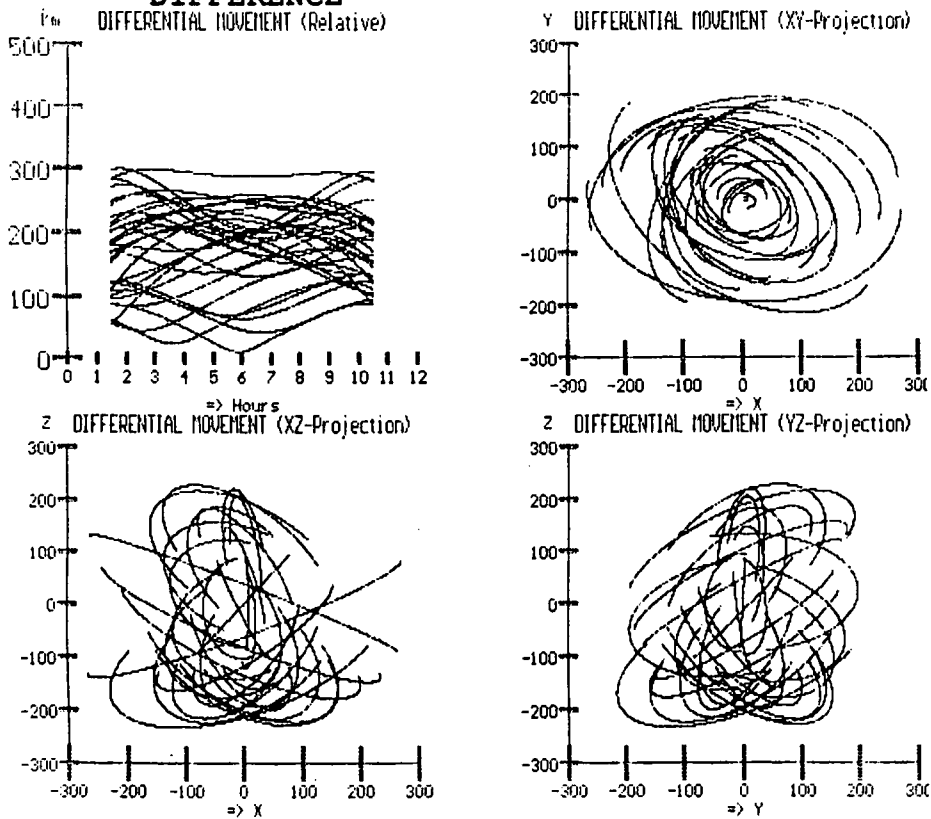 DIFFERENCE
DIFFERENTIAL MOVEMENT (Relative)
500
400
300
200
100
0
0 1 2 3 4 5 6 7 8 9 10 11 12
=> Hours
Y DIFFERENTIAL MOVEMENT (XY-Projection)
300
200
100
0
-100
-200
-300
-300 -200 -100 0 100 200 300
=> X
Z DIFFERENTIAL MOVEMENT (XZ-Projection)
300
200
100
0
-100
-200
-300
-300 -200 -100 0 100 200 300
=> X
Z DIFFERENTIAL MOVEMENT (YZ-Projection)
300
200
100
0
-100
-200
-300
-300 -200 -100 0 100 200 300
=> Y